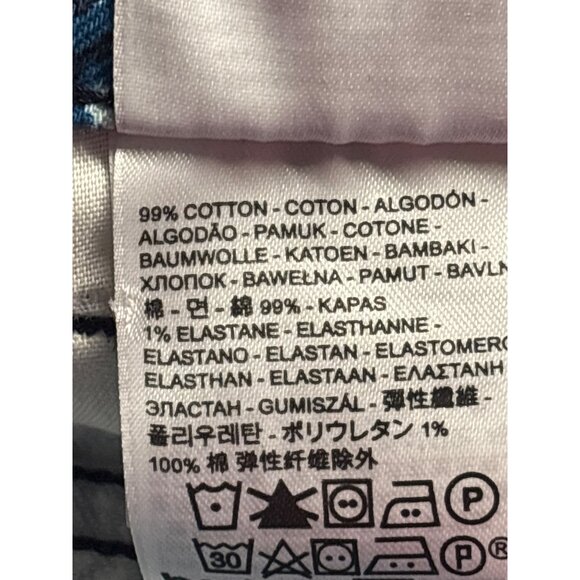 99% COTTON - COTON - ALGODÓN -
ALGODÃO - PAMUK - COTONE -
BAUMWOLLE - KATOEN - BAMBAKI -
ХЛОПОК - BAWEŁNA - PAMUT - BAVLN
棉 - 면 - 綿 99% - KAPAS
1% ELASTANE - ELASTHANNE -
ELASTANO - ELASTAN - ELASTOMERO
ELASTHAN - ELASTAAN - ΕΛΑΣΤΑΝΗ
ЭЛАСТАН - GUMISZÁL - 弹性纖維 -
폴리우레탄 - ポリウレタン 1%
100% 棉 弹性纤维除外
P
30 P®